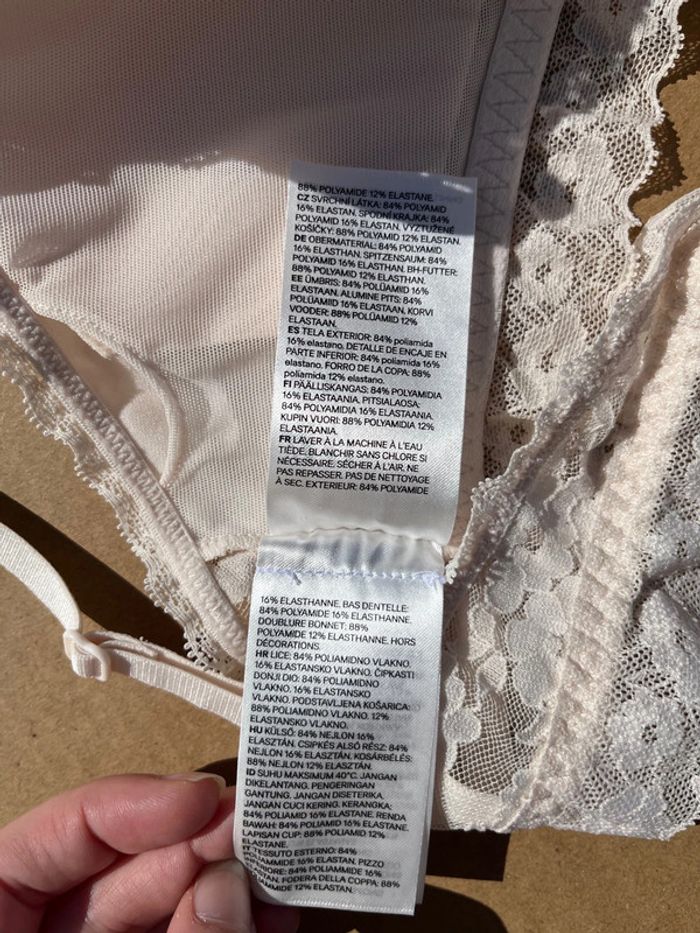 88% POLYAMIDE 12% ELASTANE.
CZ SVRCHNÍ LÁTKA: 84% POLYAMID
16% ELASTAN. SPODNÍ KRAJKA: 84%
POLYAMID 16% ELASTAN. VYZTUŽENÉ
KOŠÍČKY: 88% POLYAMID 12% ELASTAN.
DE OBERMATERIAL: 84% POLYAMID
16% ELASTHAN. SPITZENSAUM: 84%
POLYAMID 16% ELASTHAN. BH-FUTTER:
88% POLYAMID 12% ELASTHAN.
EE ÜMBRIS: 84% POLÜAMIID 16%
ELASTAAN. ALUMINE PITS: 84%
POLÜAMIID 16% ELASTAAN. KORVI
VOODER: 88% POLÜAMIID 12%
ELASTAAN.
ES TELA EXTERIOR: 84% poliamida
16% elastano. DETALLE DE ENCAJE EN
PARTE INFERIOR: 84% poliamida 16%
elastano. FORRO DE LA COPA: 88%
poliamida 12% elastano.
FI PÄÄLLISKANGAS: 84% POLYAMIDIA
16% ELASTAANIA. PITSIALAOSA:
84% POLYAMIDIA 16% ELASTAANIA.
KUPIN VUORI: 88% POLYAMIDIA 12%
ELASTAANIA.
FR LAVER À LA MACHINE À L'EAU
TIÈDE. BLANCHIR SANS CHLORE SI
NÉCESSAIRE. SÉCHER À L'AIR. NE
PAS REPASSER. PAS DE NETTOYAGE
À SEC. EXTERIEUR: 84% POLYAMIDE
16% ELASTHANNE. BAS DENTELLE:
84% POLYAMIDE 16% ELASTHANNE.
DOUBLURE BONNET: 88%
POLYAMIDE 12% ELASTHANNE. HORS
DÉCORATIONS.
HR LICE: 84% POLIAMIDNO VLAKNO.
16% ELASTANSKO VLAKNO. ČIPKASTI
DONJI DIO: 84% POLIAMIDNO
VLAKNO. 16% ELASTANSKO
VLAKNO. PODSTAVLJENA KOŠARICA:
88% POLIAMIDNO VLAKNO. 12%
ELASTANSKO VLAKNO.
HU KÜLSŐ: 84% NEJLON 16%
ELASZTÁN. CSIPKÉS ALSÓ RÉSZ: 84%
NEJLON 16% ELASZTÁN. KOSÁRBÉLÉS:
88% NEJLON 12% ELASZTÁN.
ID SUHU MAKSIMUM 40°C. JANGAN
DIKELANTANG. PENGERINGAN
GANTUNG. JANGAN DISETERIKA.
JANGAN CUCI KERING. KERANGKA:
84% POLIAMID 16% ELASTANE. RENDA
BAWAH: 84% POLIAMID 16% ELASTANE.
LAPISAN CUP: 88% POLIAMID 12%
ELASTANE.
IT TESSUTO ESTERNO: 84%
POLIAMMIDE 16% ELASTAN. PIZZO
INFERIORE: 84% POLIAMMIDE 16%
ELASTAN. FODERA DELLA COPPA: 88%
POLIAMMIDE 12% ELASTAN.